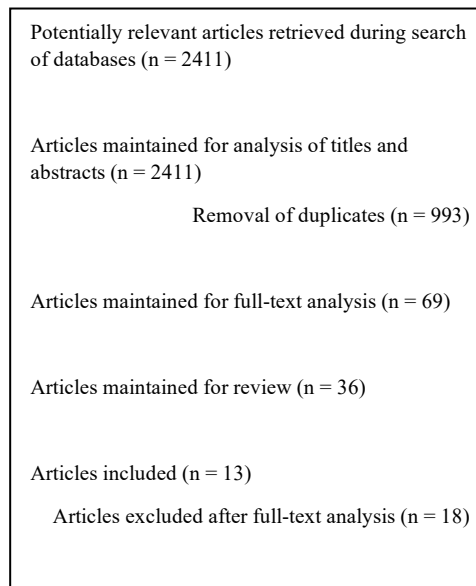 Potentially relevant articles retrieved during search
of databases (n = 2411)
Articles maintained for analysis of titles and
abstracts (n = 2411)
Removal of duplicates (n = 993)
Articles maintained for full-text analysis (n = 69)
Articles maintained for review (n = 36)
Articles included (n = 13)
Articles excluded after full-text analysis (n = 18)